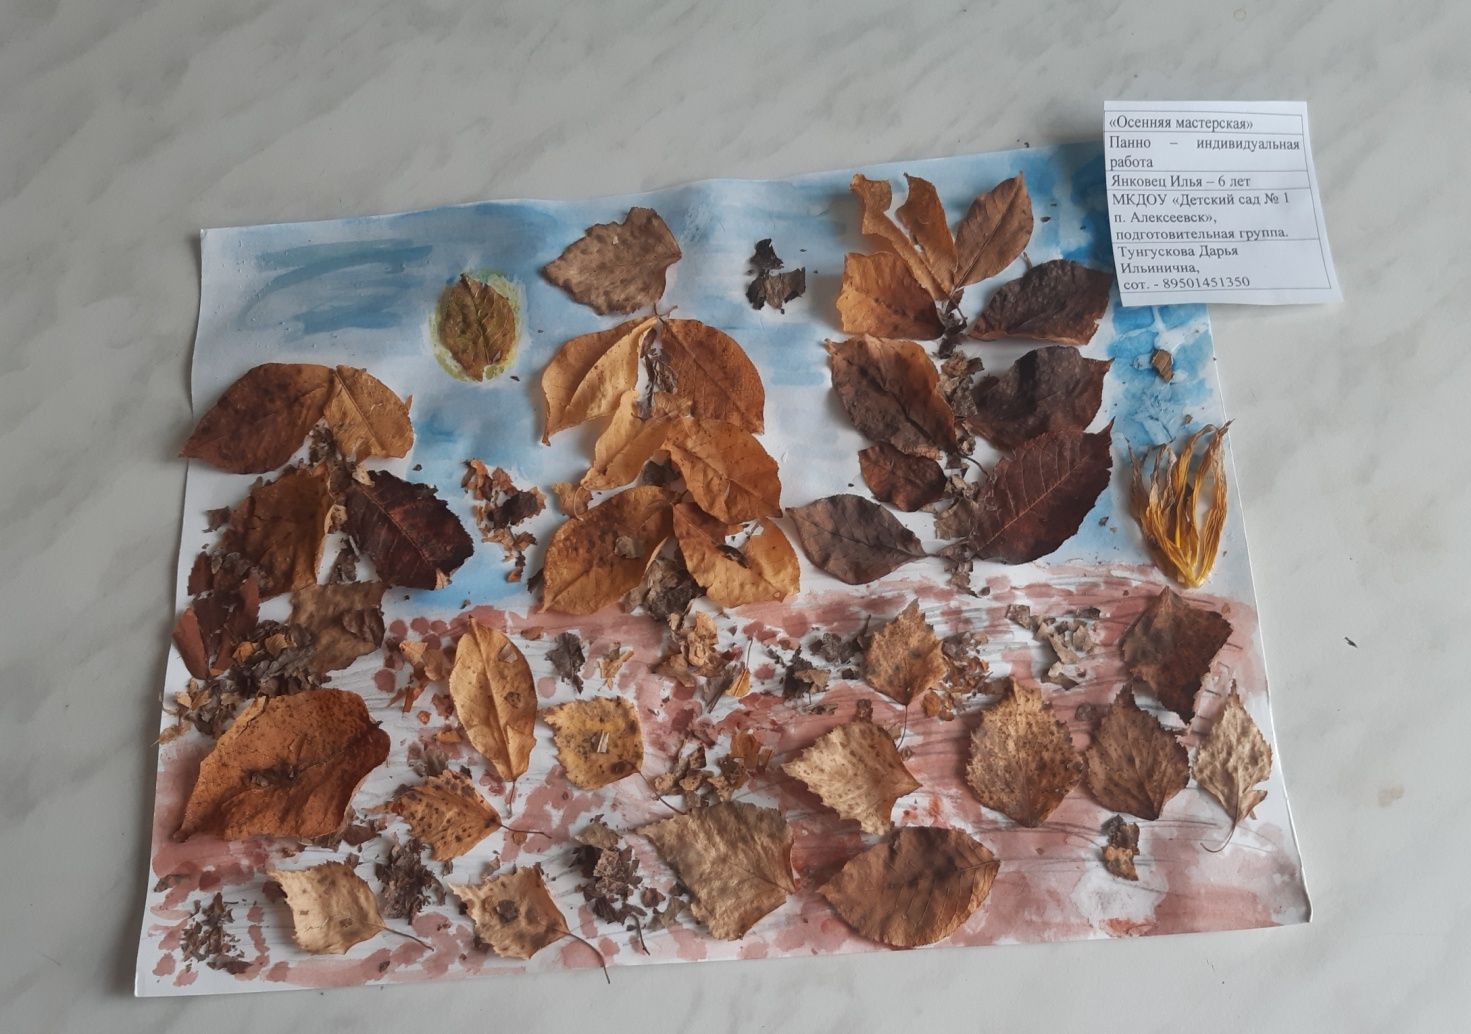 «Осенняя мастерская»
Панно – индивидуальная
работа
Янковец Илья – 6 лет
МКДОУ «Детский сад № 1
п. Алексеевск»,
подготовительная группа.
Тунгускова Дарья
Ильинична,
сот. - 89501451350